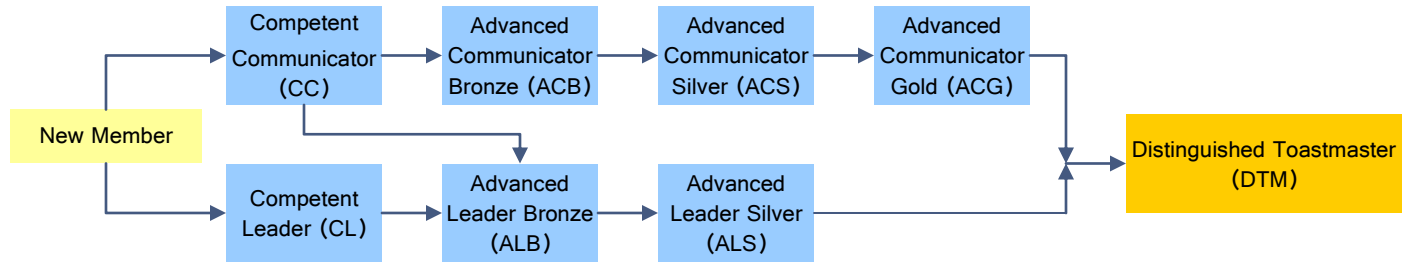 Competent
Communicator
(CC)
Advanced
Communicator
Bronze (ACB)
Advanced
Communicator
Silver (ACS)
Advanced
Communicator
Gold (ACG)
New Member
Distinguished Toastmaster
(DTM)
Competent
Leader (CL)
Advanced
Leader Bronze
(ALB)
Advanced
Leader Silver
(ALS)